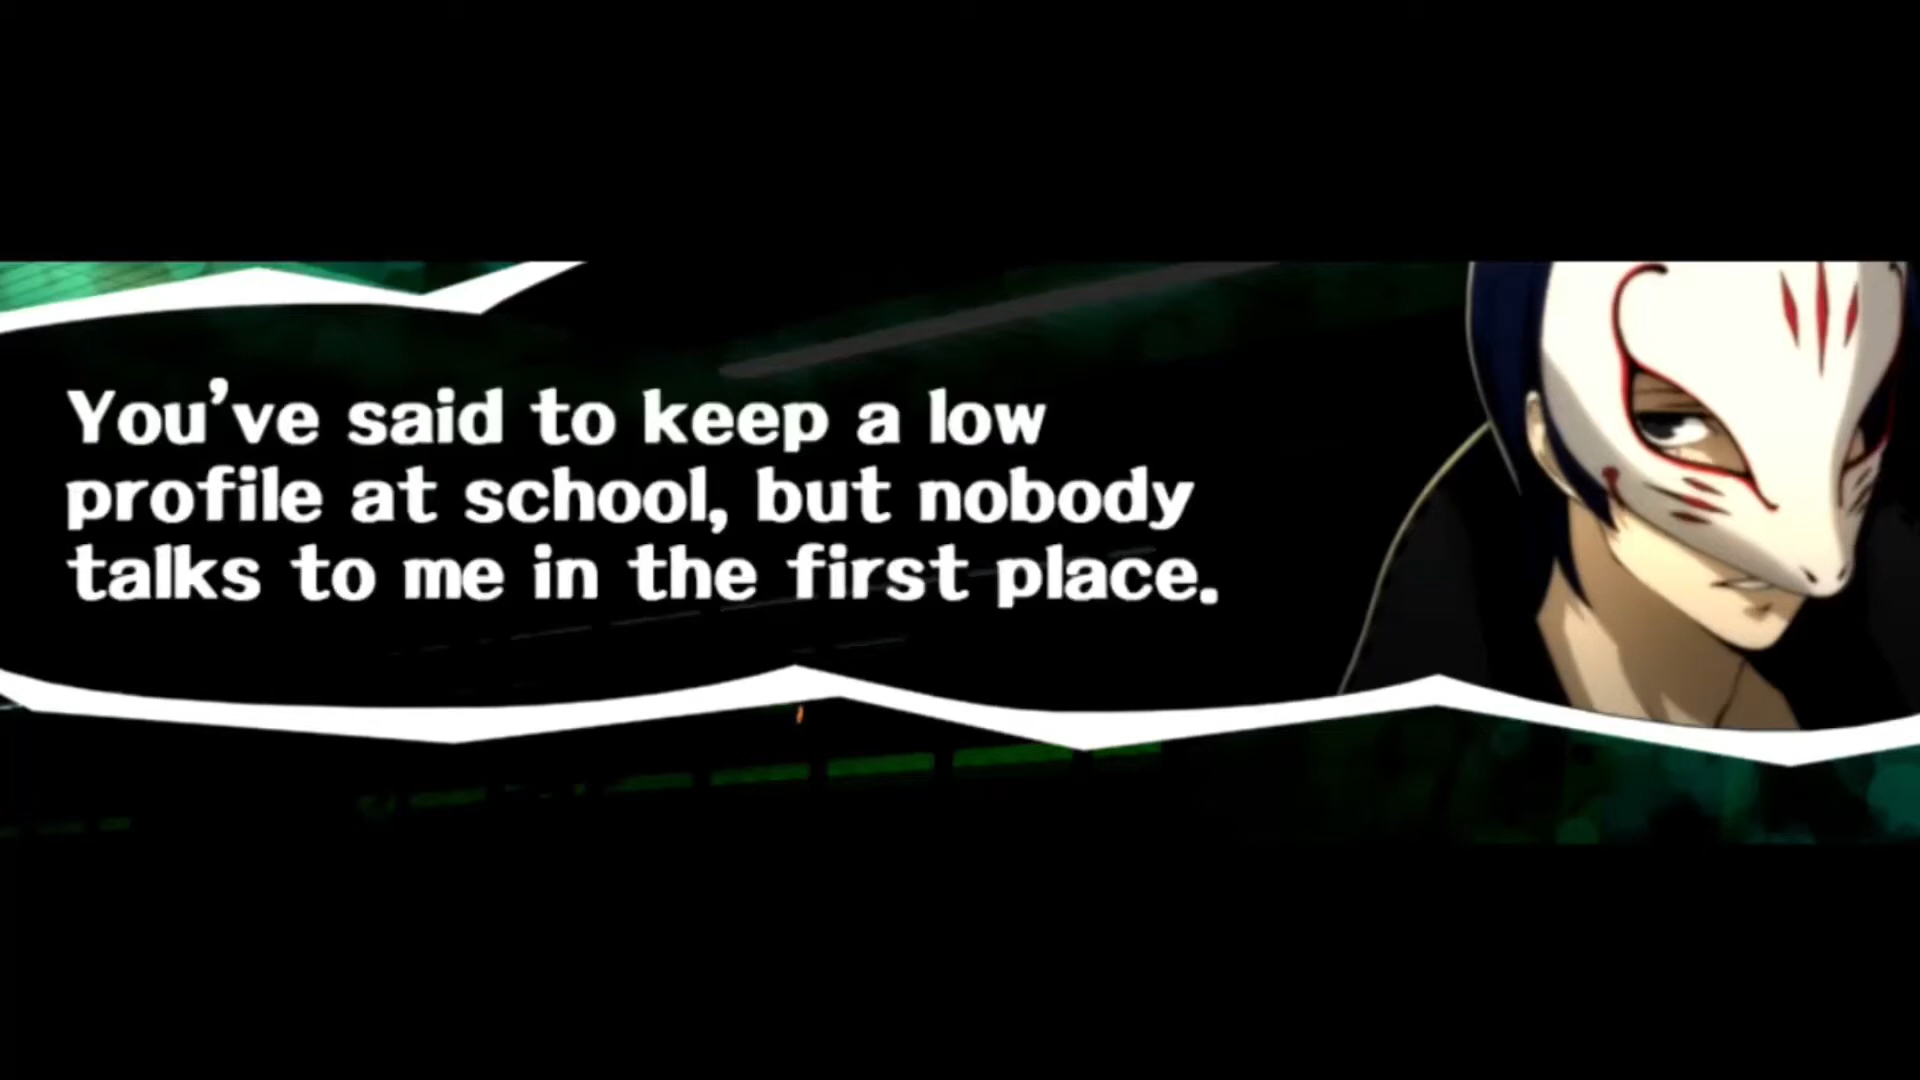 You've said to keep a low
profile at school, but nobody
talks to me in the first place.